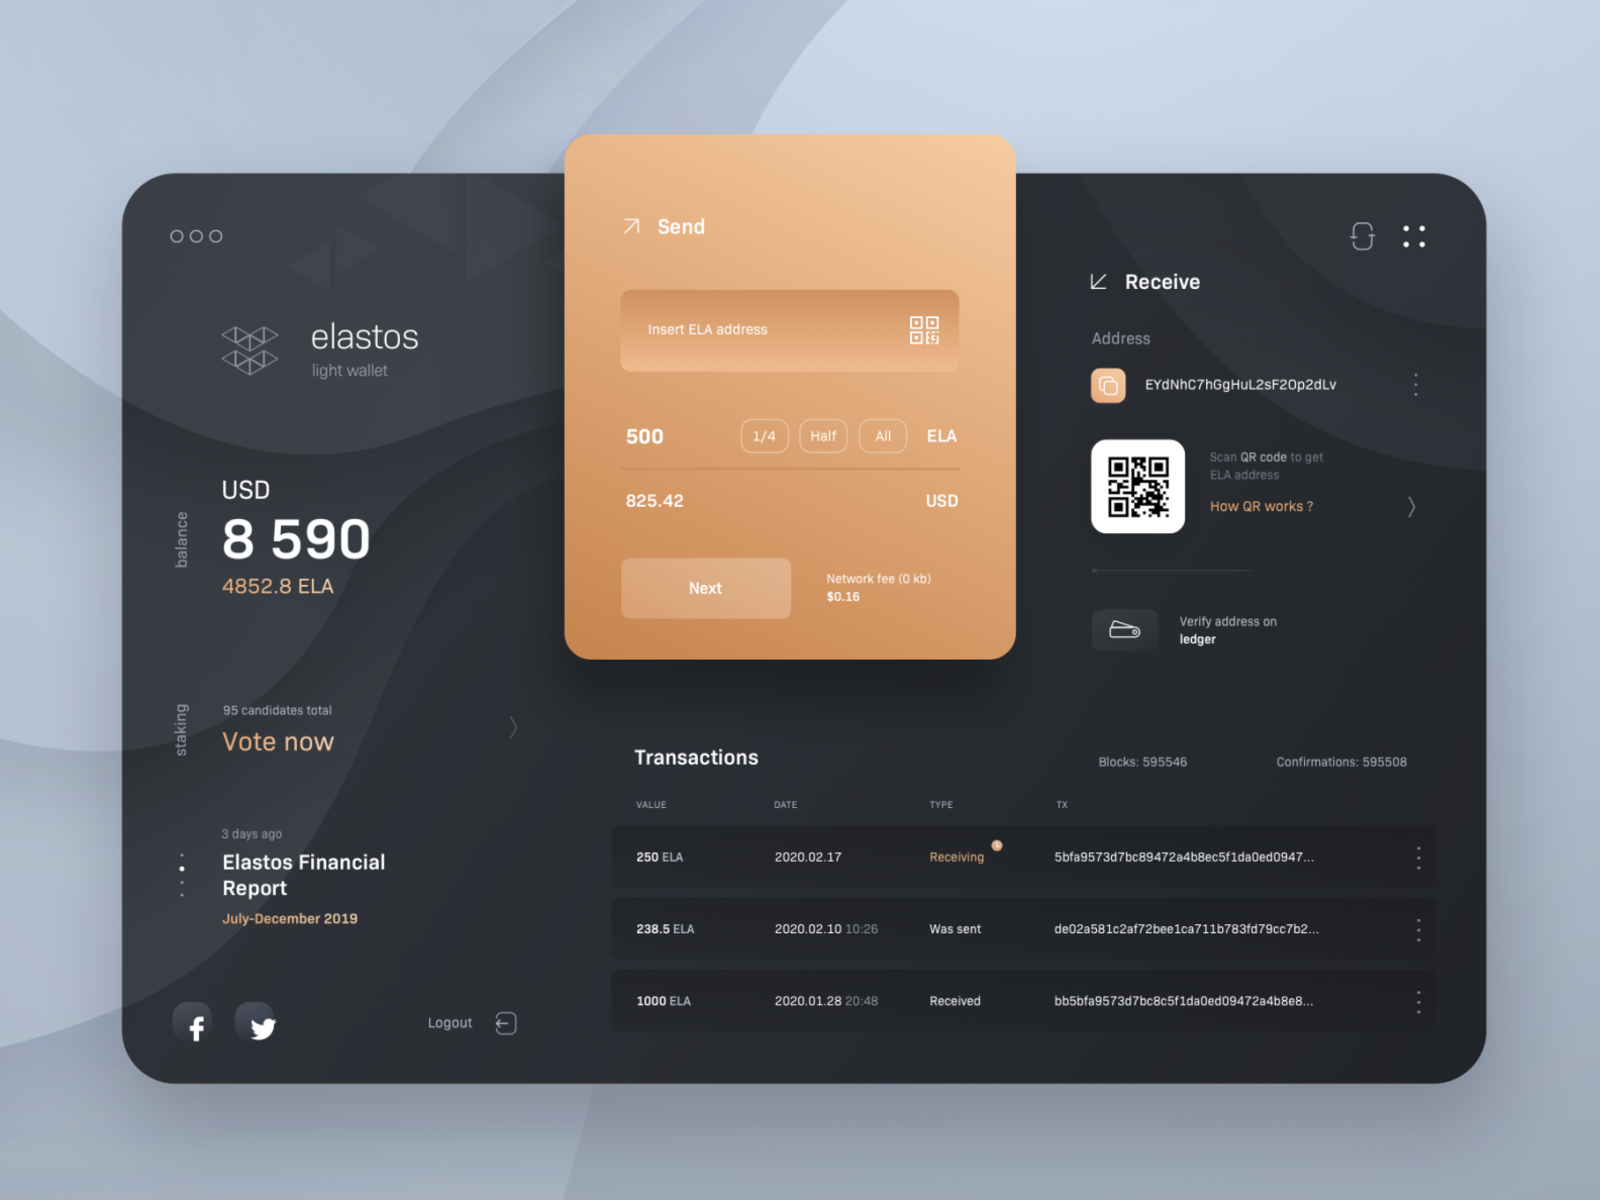 elastos
light wallet
balance
USD
8 590
4852.8 ELA
staking
95 candidates total
Vote now
3 days ago
Elastos Financial
Report
July-December 2019
Logout
Send
Insert ELA address
500
1/4
Half
All
ELA
825.42
USD
Next
Network fee (0 kb)
$0.16
Receive
Address
EYdNhC7hGgHuL2sF2Op2dLv
Scan QR code to get
ELA address
How QR works ?
Verify address on
ledger
Transactions
Blocks: 595546
Confirmations: 595508
VALUE DATE TYPE TX
250 ELA 2020.02.17 Receiving 5bfa9573d7bc89472a4b8ec5f1da0ed0947...
238.5 ELA 2020.02.10 10:26 Was sent de02a581c2af72bee1ca711b783fd79cc7b2...
1000 ELA 2020.01.28 20:48 Received bb5bfa9573d7bc8c5f1da0ed09472a4b8e8...